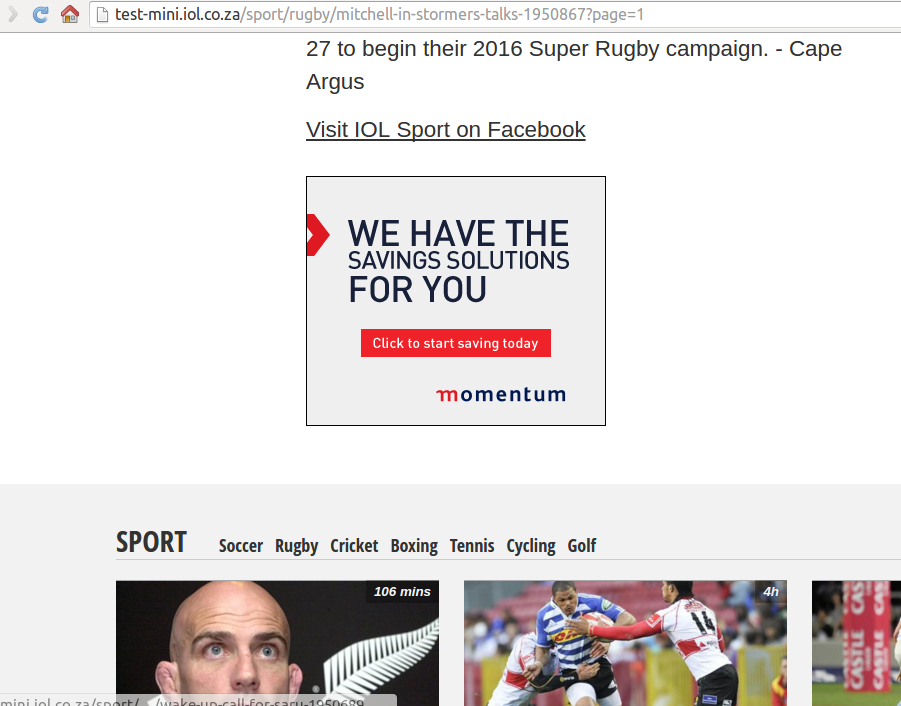 test-mini.iol.co.za/sport/rugby/mitchell-in-stormers-talks-1950867?page=1
27 to begin their 2016 Super Rugby campaign. - Cape
Argus
Visit IOL Sport on Facebook
WE HAVE THE
SAVINGS SOLUTIONS
FOR YOU
Click to start saving today
momentum
SPORT Soccer Rugby Cricket Boxing Tennis Cycling Golf
106 mins
4h
14
CASTLE CASTLE
mini.iol.co.za/sport/.../wake-up-call-for-saru-1950689